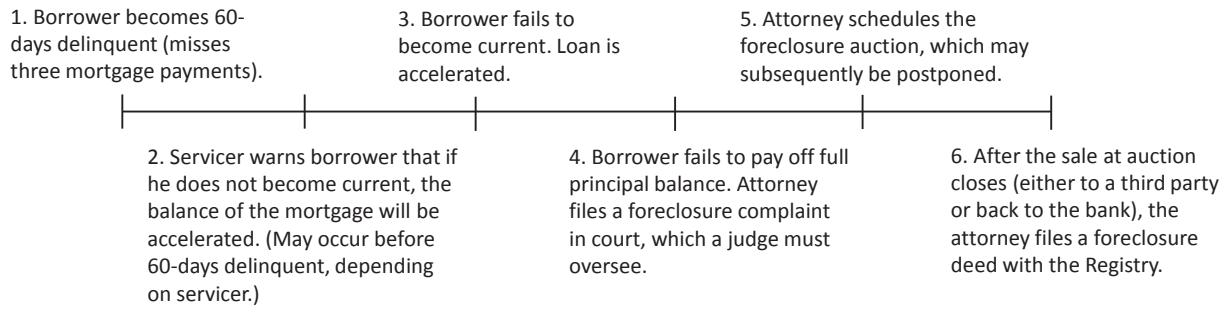 1. Borrower becomes 60-
days delinquent (misses
three mortgage payments).
2. Servicer warns borrower that if
he does not become current, the
balance of the mortgage will be
accelerated. (May occur before
60-days delinquent, depending
on servicer.)
3. Borrower fails to
become current. Loan is
accelerated.
4. Borrower fails to pay off full
principal balance. Attorney
files a foreclosure complaint
in court, which a judge must
oversee.
5. Attorney schedules the
foreclosure auction, which may
subsequently be postponed.
6. After the sale at auction
closes (either to a third party
or back to the bank), the
attorney files a foreclosure
deed with the Registry.